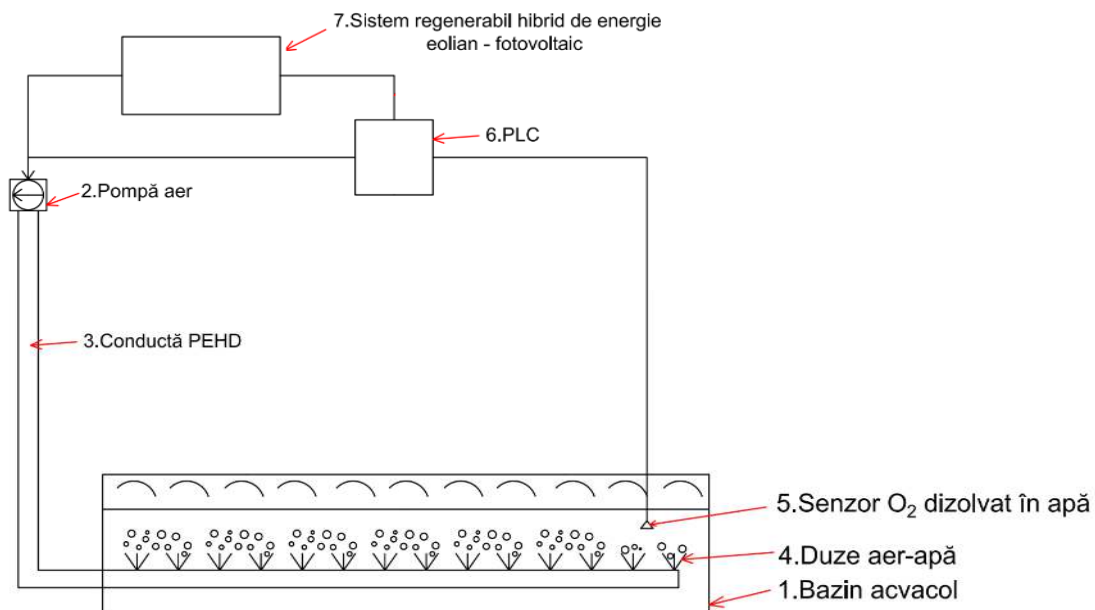 7.Sistem regenerabil hibrid de energie
eolian - fotovoltaic
6.PLC
2.Pompă aer
3.Conductă PEHD
5.Senzor O₂ dizolvat în apă
4.Duze aer-apă
1.Bazin acvacol